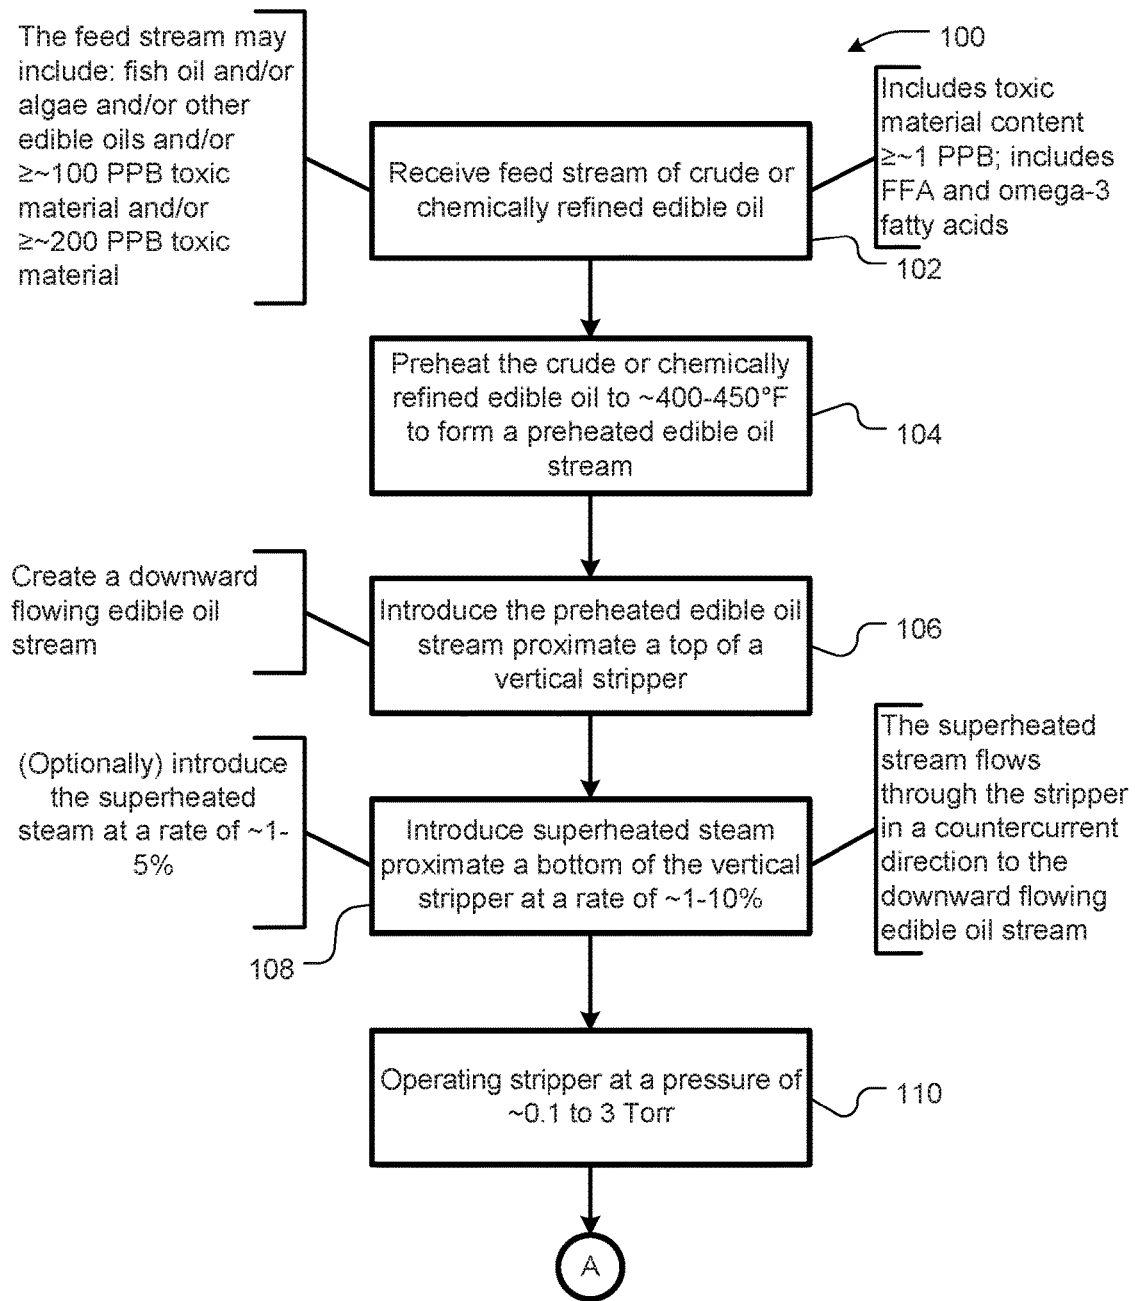 The feed stream may
include: fish oil and/or
algae and/or other
edible oils and/or
≥~100 PPB toxic
material and/or
≥~200 PPB toxic
material
100
Includes toxic
material content
≥~1 PPB; includes
FFA and omega-3
fatty acids
Receive feed stream of crude or
chemically refined edible oil
102
Preheat the crude or chemically
refined edible oil to ~400-450°F
to form a preheated edible oil
stream
104
Create a downward
flowing edible oil
stream
Introduce the preheated edible oil
stream proximate a top of a
vertical stripper
106
(Optionally) introduce
the superheated
steam at a rate of ~1-
5%
Introduce superheated steam
proximate a bottom of the vertical
stripper at a rate of ~1-10%
108
The superheated
stream flows
through the stripper
in a countercurrent
direction to the
downward flowing
edible oil stream
Operating stripper at a pressure of
~0.1 to 3 Torr
110
A